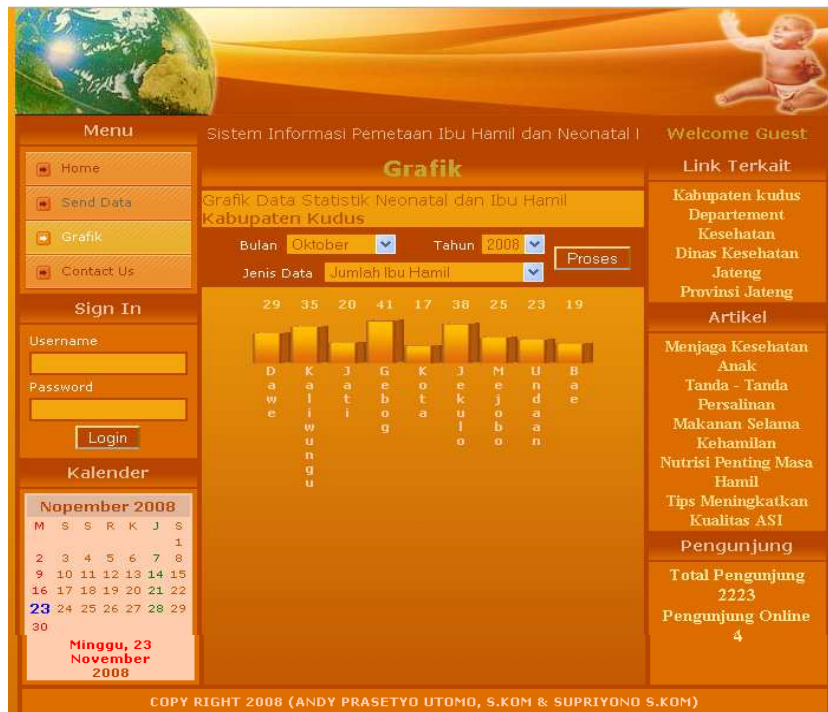 Menu
Home
Send Data
Grafik
Contact Us
Sign In
Username
Password
Login
Kalender
Nopember 2008
M S S R K J S
1
2 3 4 5 6 7 8
9 10 11 12 13 14 15
16 17 18 19 20 21 22
23 24 25 26 27 28 29
30
Minggu, 23
November
2008
Sistem Informasi Pemetaan Ibu Hamil dan Neonatal
Grafik
Grafik Data Statistik Neonatal dan Ibu Hamil
Kabupaten Kudus
Bulan Oktober Tahun 2008
Jenis Data Jumlah Ibu Hamil
Proses
29 35 20 41 17 38 25 23 19
Dawe
Kaliwungu
Jati
Gebog
Kota
Jekulo
Mejobo
Undaan
Bae
Welcome Guest
Link Terkait
Kabupaten kudus
Departement
Kesehatan
Dinas Kesehatan
Jateng
Provinsi Jateng
Artikel
Menjaga Kesehatan
Anak
Tanda - Tanda
Persalinan
Makanan Selama
Kehamilan
Nutrisi Penting Masa
Hamil
Tips Meningkatkan
Kualitas ASI
Pengunjung
Total Pengunjung
2223
Pengunjung Online
4
COPY RIGHT 2008 (ANDY PRASETYO UTOMO, S.KOM & SUPRIYONO S.KOM)